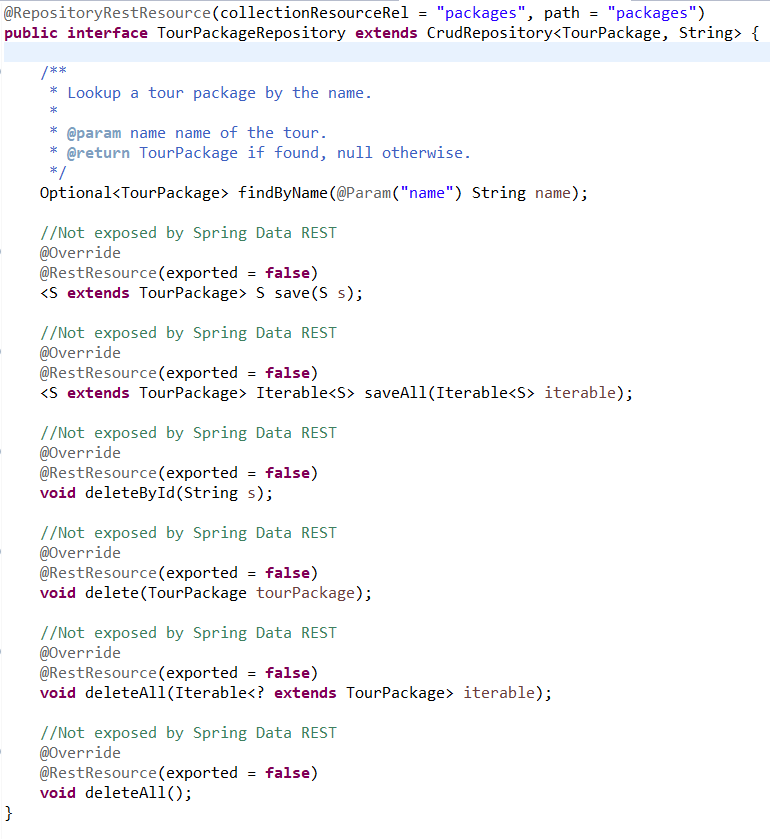 @RepositoryRestResource(collectionResourceRel = "packages", path = "packages")
public interface TourPackageRepository extends CrudRepository<TourPackage, String> {
/**
* Lookup a tour package by the name.
*
* @param name name of the tour.
* @return TourPackage if found, null otherwise.
*/
Optional<TourPackage> findByName(@Param("name") String name);
//Not exposed by Spring Data REST
@Override
@RestResource(exported = false)
<S extends TourPackage> S save(S s);
//Not exposed by Spring Data REST
@Override
@RestResource(exported = false)
<S extends TourPackage> Iterable<S> saveAll(Iterable<S> iterable);
//Not exposed by Spring Data REST
@Override
@RestResource(exported = false)
void deleteById(String s);
//Not exposed by Spring Data REST
@Override
@RestResource(exported = false)
void delete(TourPackage tourPackage);
//Not exposed by Spring Data REST
@Override
@RestResource(exported = false)
void deleteAll(Iterable<? extends TourPackage> iterable);
//Not exposed by Spring Data REST
@Override
@RestResource(exported = false)
void deleteAll();
}